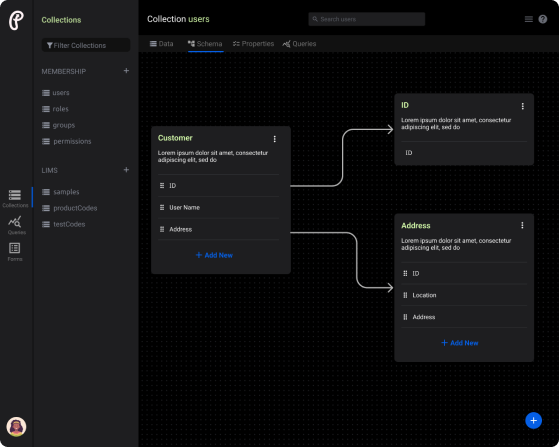 Collections
Filter Collections
MEMBERSHIP
users
roles
groups
permissions
LIMS
samples
productCodes
testCodes
Collections
Queries
Forms
Collection users
Search users
Data
Schema
Properties
Queries
Customer
Lorem ipsum dolor sit amet, consectetur
adipiscing elit, sed do
ID
User Name
Address
+ Add New
ID
Lorem ipsum dolor sit amet, consectetur
adipiscing elit, sed do
ID
Address
Lorem ipsum dolor sit amet, consectetur
adipiscing elit, sed do
ID
Location
Address
+ Add New